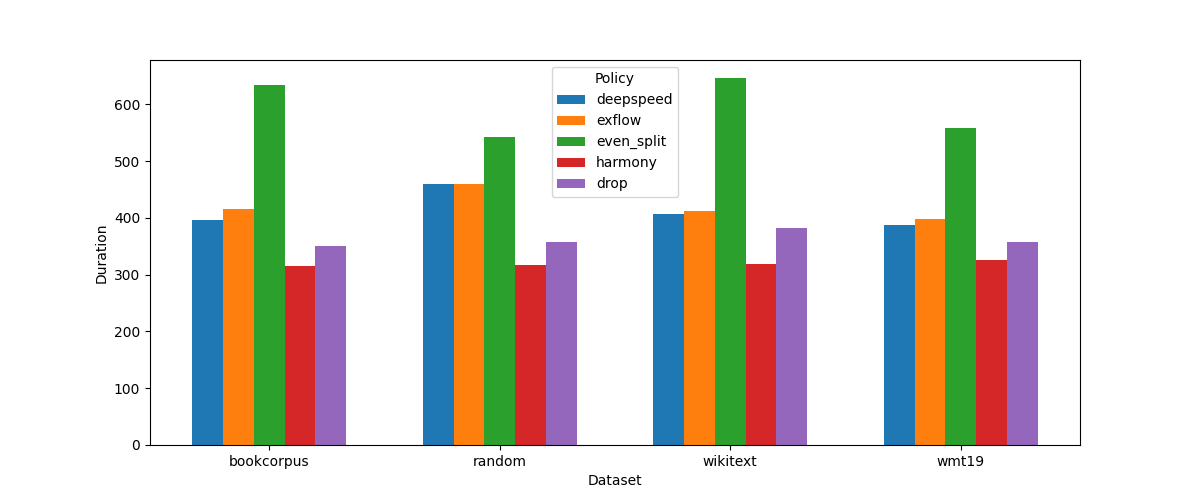 Policy
deepspeed
exflow
even_split
harmony
drop
600
500
400
300
200
100
0
Duration
bookcorpus random wikitext wmt19
Dataset